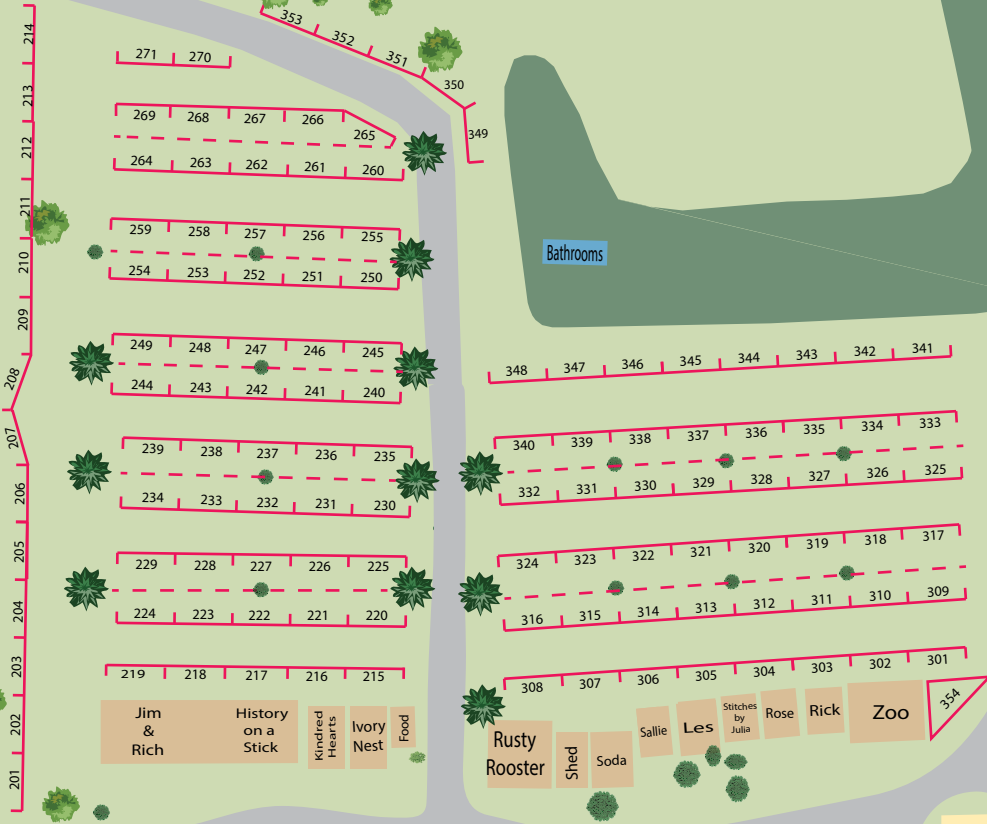 353
352
351
350
349
214
213
212
211
210
209
208
207
206
205
204
203
202
201
271 270
269 268 267 266 265
264 263 262 261 260
259 258 257 256 255
254 253 252 251 250
249 248 247 246 245
244 243 242 241 240
239 238 237 236 235
234 233 232 231 230
229 228 227 226 225
224 223 222 221 220
219 218 217 216 215
Bathrooms
348 347 346 345 344 343 342 341
340 339 338 337 336 335 334 333
332 331 330 329 328 327 326 325
324 323 322 321 320 319 318 317
316 315 314 313 312 311 310 309
308 307 306 305 304 303 302 301
354
Jim
&
Rich
History
on a
Stick
Kindred
Hearts
Ivory
Nest
Food
Rusty
Rooster
Shed
Soda
Sallie
Les
Stitches
by
Julia
Rose
Rick
Zoo